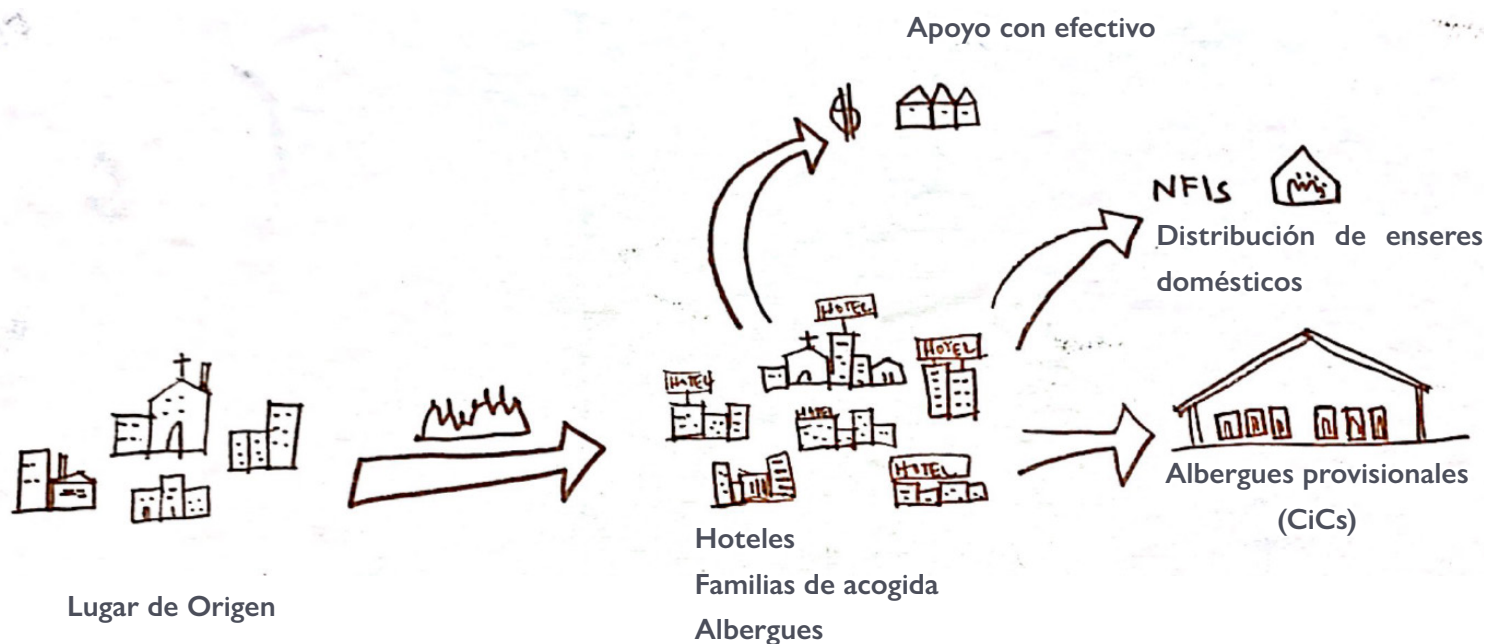 Apoyo con efectivo
$
NFIs
Distribución de enseres
domésticos
HOTEL
HOTEL
HOTEL
HOTEL
HOTEL
Albergues provisionales
(CiCs)
Hoteles
Familias de acogida
Albergues
Lugar de Origen